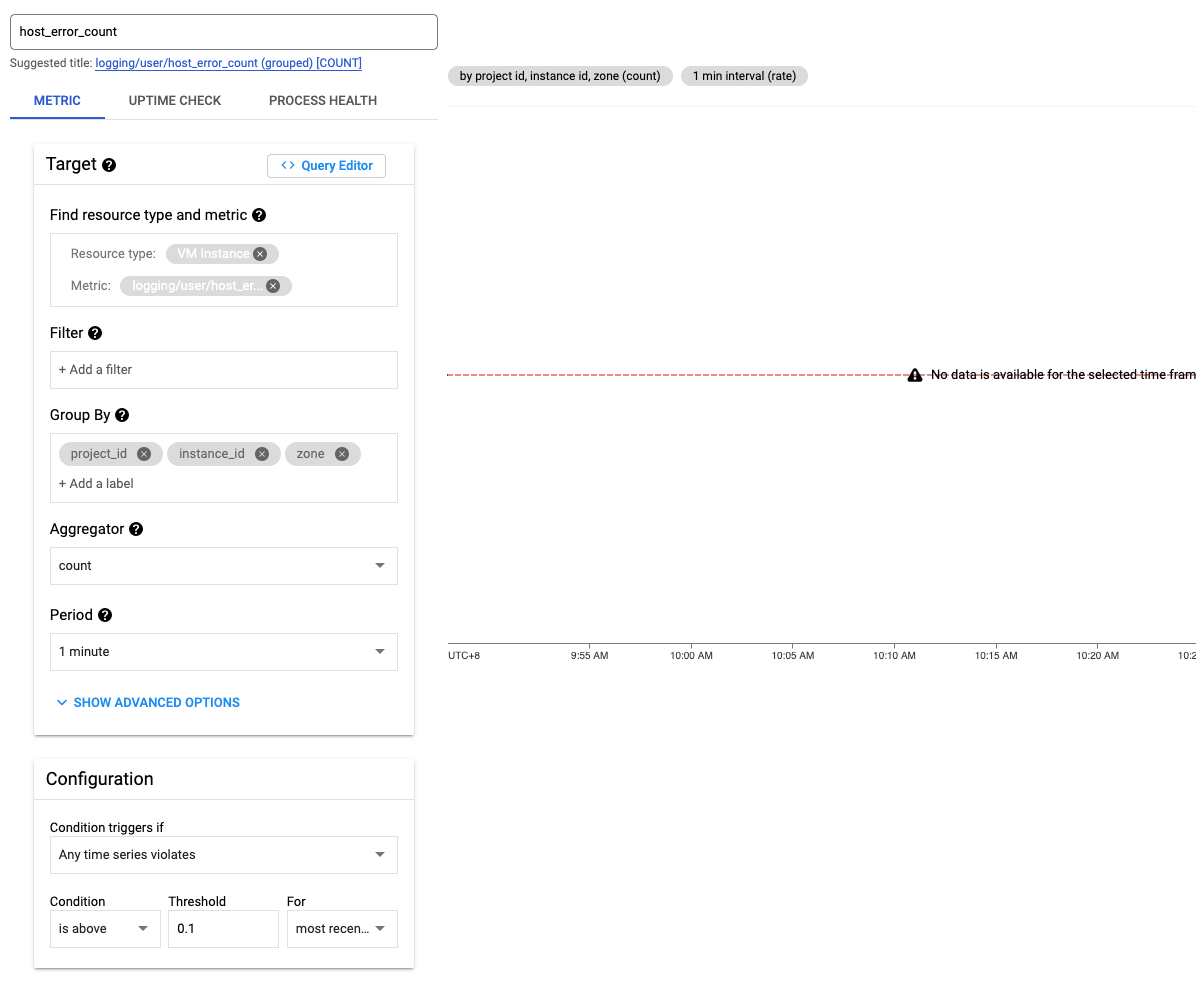 host_error_count
Suggested title: logging/user/host_error_count (grouped) [COUNT]
METRIC UPTIME CHECK PROCESS HEALTH
Target
Query Editor
Find resource type and metric
Resource type: VM Instance
Metric: logging/user/host_er...
Filter
+ Add a filter
Group By
project_id instance_id zone
+ Add a label
Aggregator
count
Period
1 minute
SHOW ADVANCED OPTIONS
Configuration
Condition triggers if
Any time series violates
Condition Threshold For
is above 0.1 most recen...
by project id, instance id, zone (count) 1 min interval (rate)
No data is available for the selected time fram
UTC+8 9:55 AM 10:00 AM 10:05 AM 10:10 AM 10:15 AM 10:20 AM 10:2